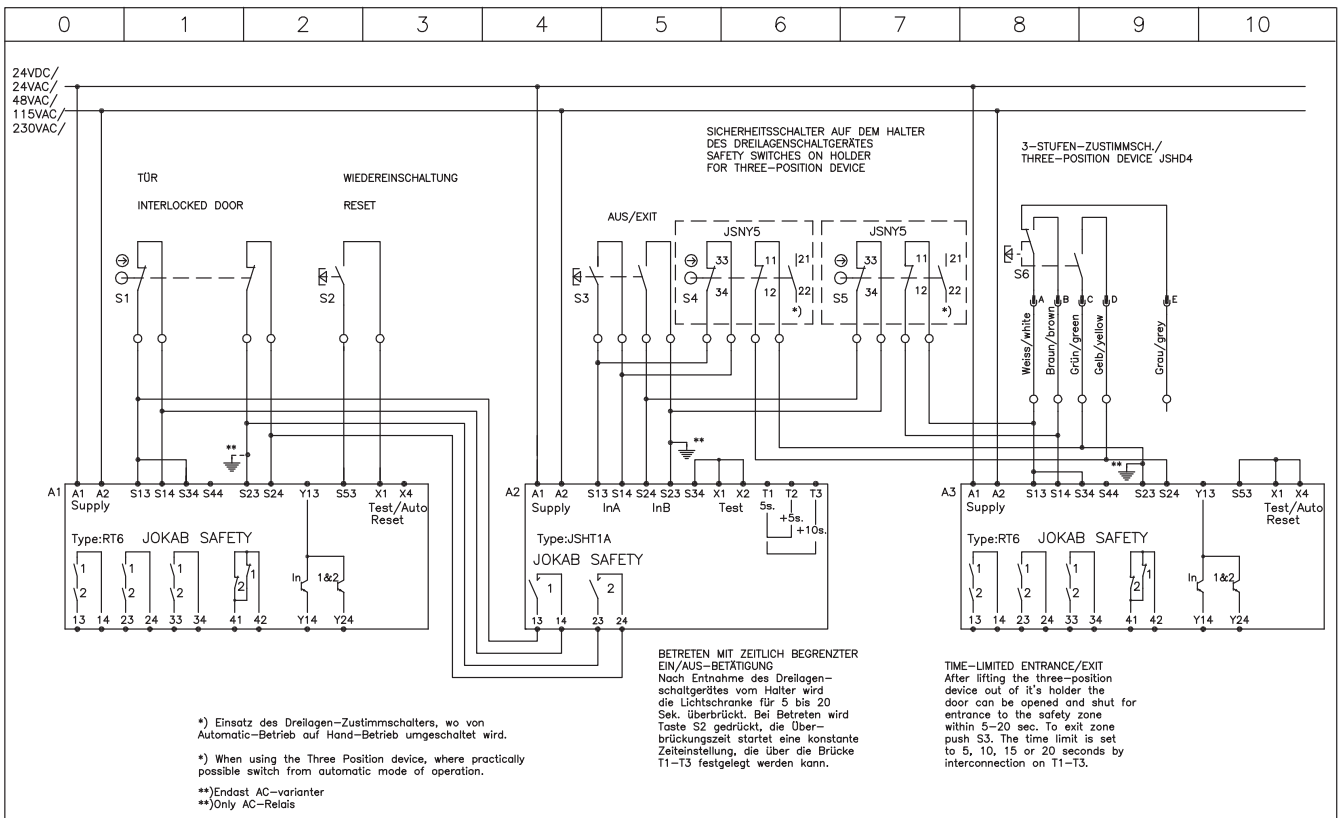 0 1 2 3 4 5 6 7 8 9 10
24VDC/
24VAC/
48VAC/
115VAC/
230VAC/
TÜR
INTERLOCKED DOOR
WIEDEREINSCHALTUNG
RESET
SICHERHEITSSCHALTER AUF DEM HALTER
DES DREILAGENSCHALTGERÄTES
SAFETY SWITCHES ON HOLDER
FOR THREE-POSITION DEVICE
3-STUFEN-ZUSTIMMSCH./
THREE-POSITION DEVICE JSHD4
AUS/EXIT
JSNY5
JSNY5
S1
S2
S3
S4
33
34
11
12
21
22
*)
S5
33
34
11
12
21
22
*)
S6
A B C D E
Weiss/white
Braun/brown
Grün/green
Gelb/yellow
Grau/grey
**
**
**
A1
A1 A2 S13 S14 S34 S44 S23 S24 Y13 S53 X1 X4
Supply
Test/Auto
Reset
Type:RT6 JOKAB SAFETY
1 1 1 1
2 2 2 2
In 1&2
13 14 23 24 33 34 41 42 Y14 Y24
A2
A1 A2 S13 S14 S24 S23 S34 X1 X2 T1 T2 T3
Supply InA InB Test 5s.
+5s.
+10s.
Type:JSHT1A
JOKAB SAFETY
1 2
13 14 23 24
A3
A1 A2 S13 S14 S34 S44 S23 S24 Y13 S53 X1 X4
Supply
Test/Auto
Reset
Type:RT6 JOKAB SAFETY
1 1 1 1
2 2 2 2
In 1&2
13 14 23 24 33 34 41 42 Y14 Y24
*) Einsatz des Dreilagen-Zustimmschalters, wo von
Automatic-Betrieb auf Hand-Betrieb umgeschaltet wird.
*) When using the Three Position device, where practically
possible switch from automatic mode of operation.
**)Endast AC-varianter
**)Only AC-Relais
BETRETEN MIT ZEITLICH BEGRENZTER
EIN/AUS-BETÄTIGUNG
Nach Entnahme des Dreilagen-
schaltgerätes vom Halter wird
die Lichtschranke für 5 bis 20
Sek. überbrückt. Bei Betreten wird
Taste S2 gedrückt, die Über-
brückungszeit startet eine konstante
Zeiteinstellung, die über die Brücke
T1-T3 festgelegt werden kann.
TIME-LIMITED ENTRANCE/EXIT
After lifting the three-position
device out of it's holder the
door can be opened and shut for
entrance to the safety zone
within 5-20 sec. To exit zone
push S3. The time limit is set
to 5, 10, 15 or 20 seconds by
interconnection on T1-T3.